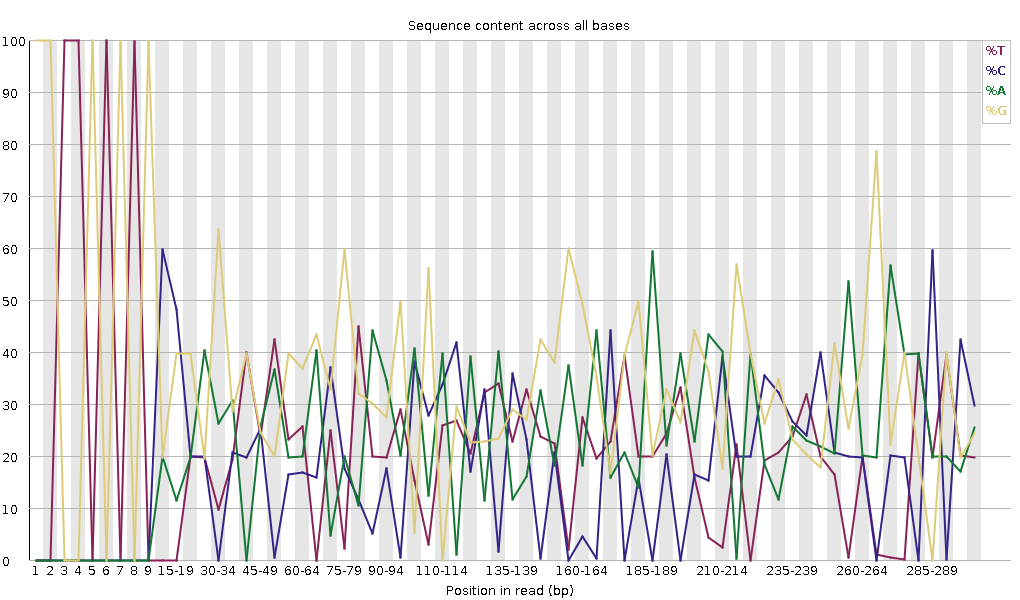 Sequence content across all bases
100
90
80
70
60
50
40
30
20
10
0
%T
%C
%A
%G
1 2 3 4 5 6 7 8 9 15-19 30-34 45-49 60-64 75-79 90-94 110-114 135-139 160-164 185-189 210-214 235-239 260-264 285-289
Position in read (bp)